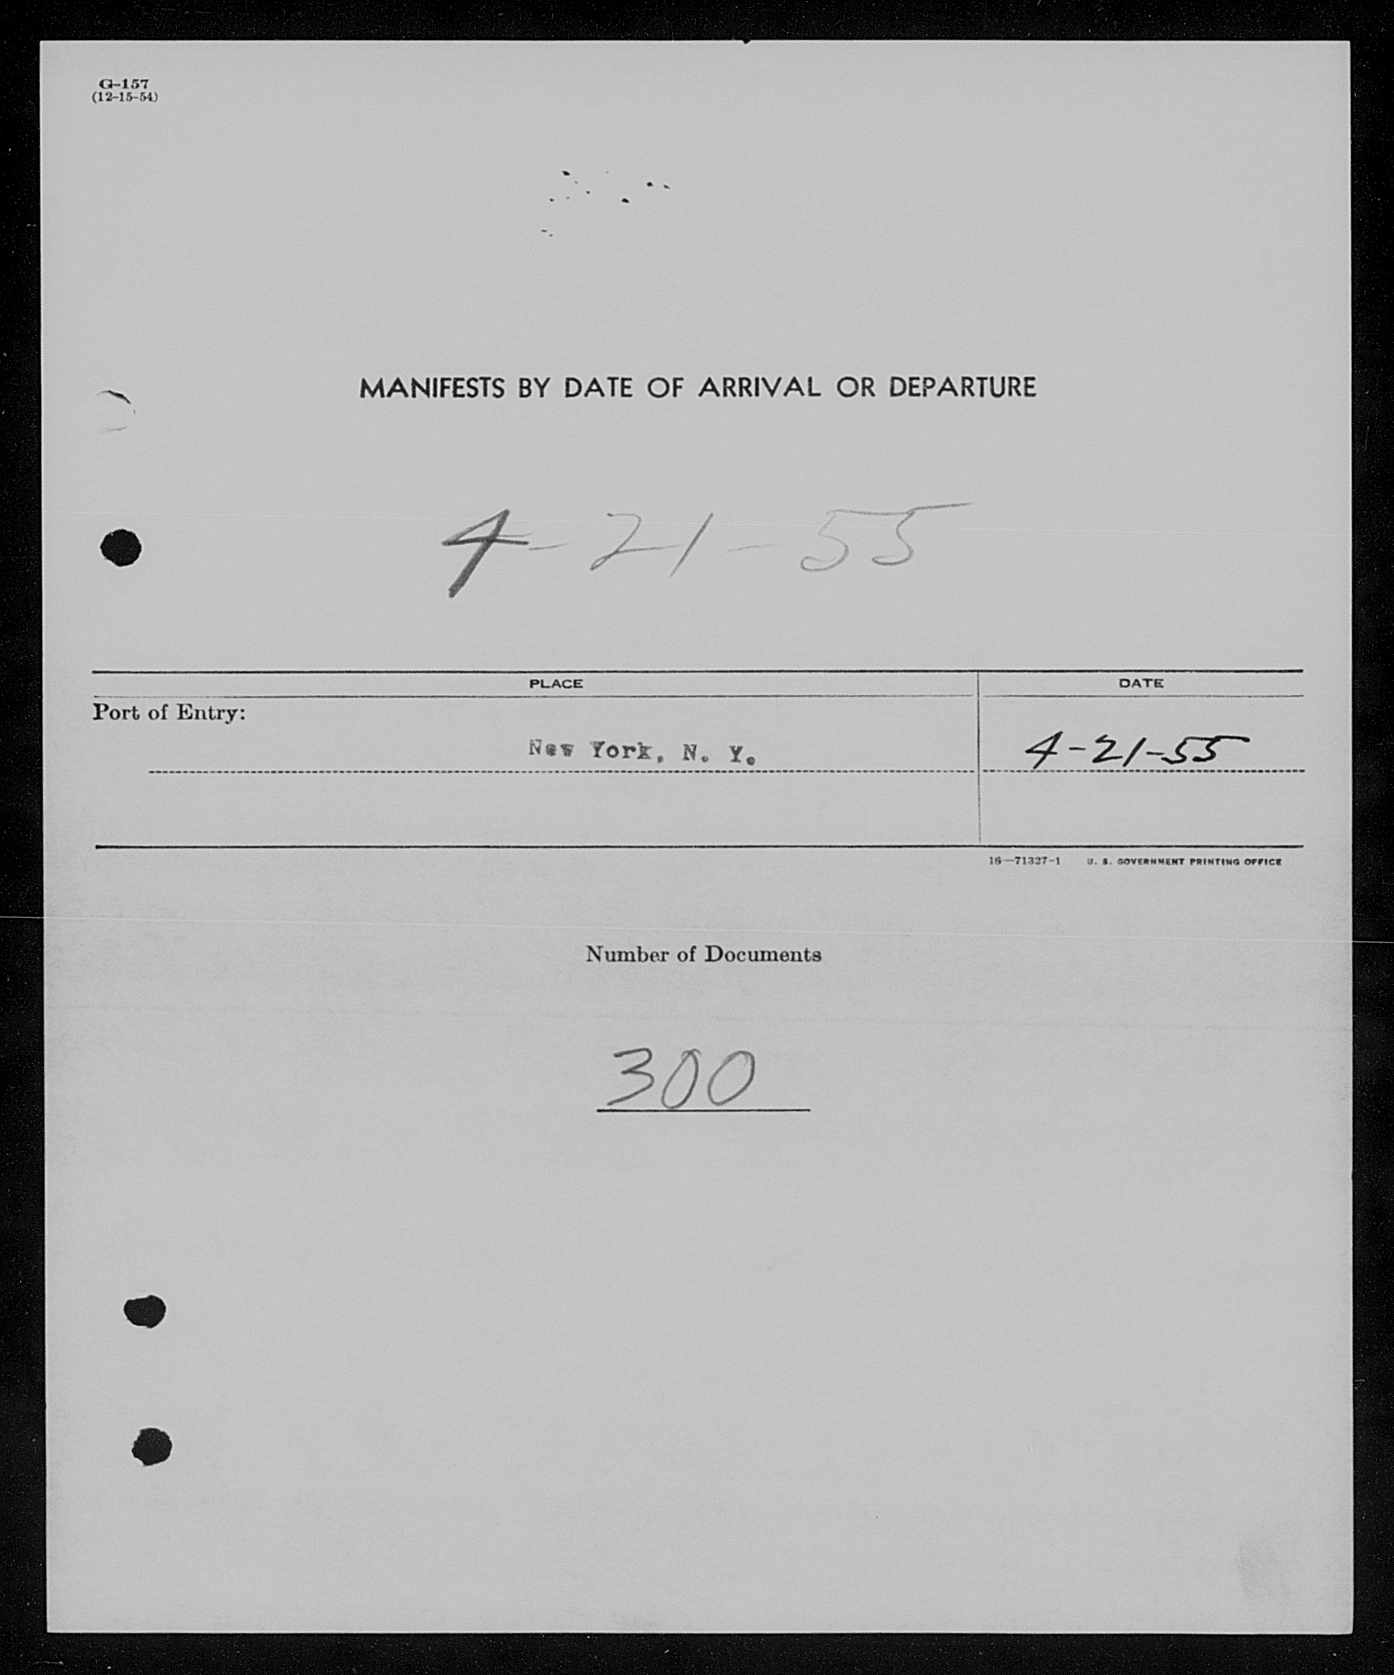 G-157
(12-15-54)
MANIFESTS BY DATE OF ARRIVAL OR DEPARTURE
4-21-55
PLACE DATE
Port of Entry:
New York, N. Y. 4-21-55
16—71327-1 U. S. GOVERNMENT PRINTING OFFICE
Number of Documents
300